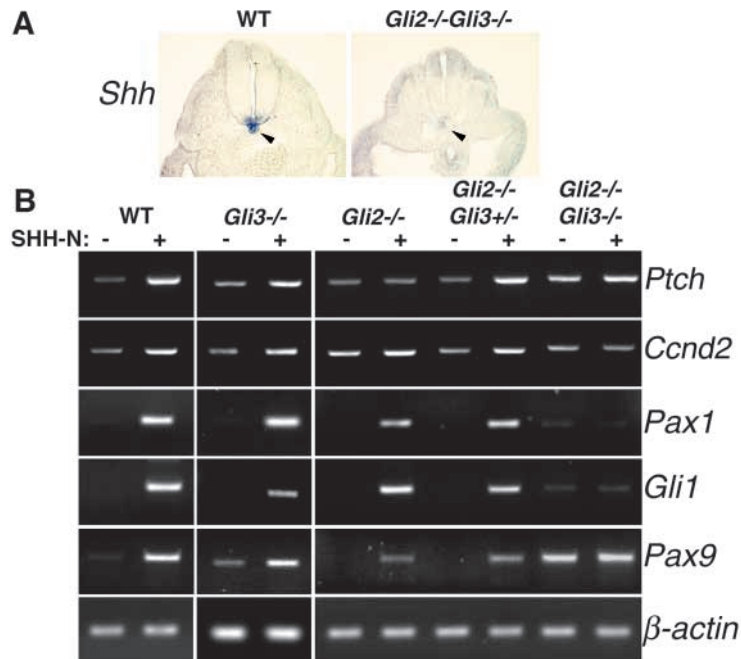 A
WT
Gli2-/-Gli3-/-
Shh
B
WT
Gli3-/-
Gli2-/-
Gli2-/-
Gli3+/-
Gli2-/-
Gli3-/-
SHH-N: - + - + - + - + - +
Ptch
Ccnd2
Pax1
Gli1
Pax9
β-actin